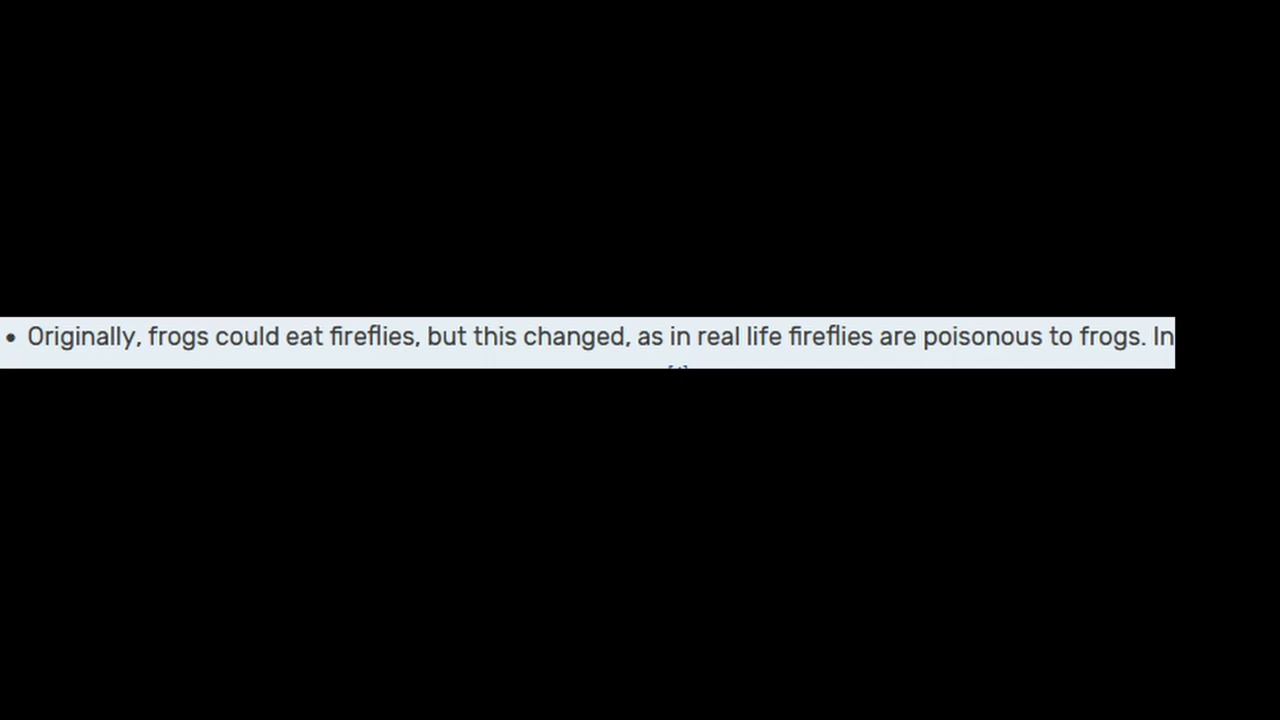 • Originally, frogs could eat fireflies, but this changed, as in real life fireflies are poisonous to frogs. In